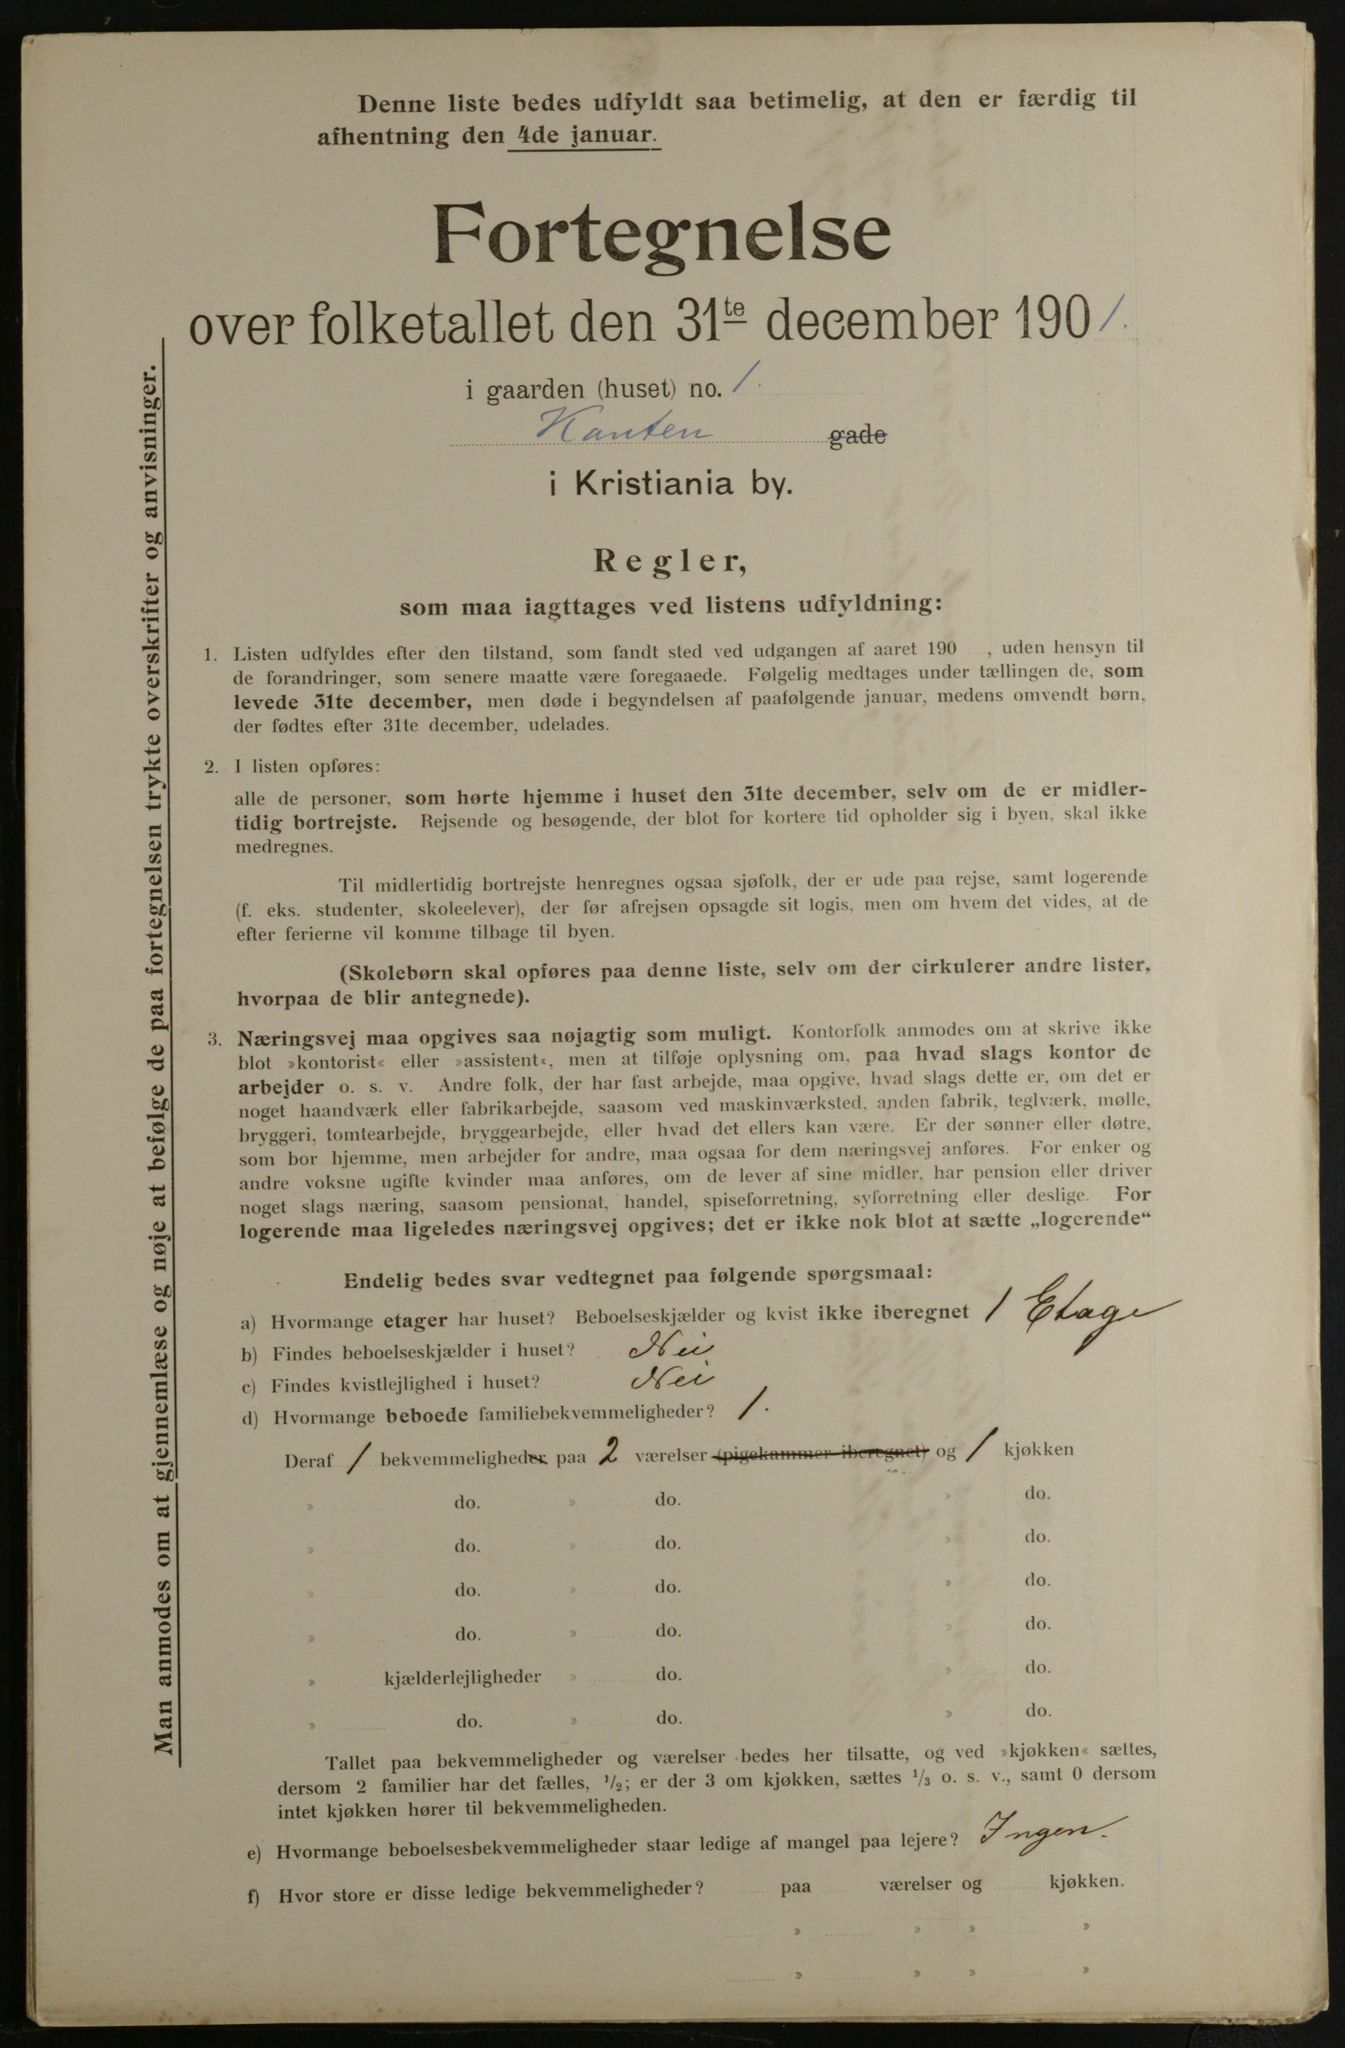 Denne liste bedes udfyldt saa betimelig, at den er færdig til
afhentning den 4de januar.
Fortegnelse
over folketallet den 31te december 1901.
i gaarden (huset) no. 1.
Kanten gade
i Kristiania by.
Regler,
som maa iagttages ved listens udfyldning:
1. Listen udfyldes efter den tilstand, som fandt sted ved udgangen af aaret 190 , uden hensyn til
de forandringer, som senere maatte være foregaaede. Følgelig medtages under tællingen de, som
levede 31te december, men døde i begyndelsen af paafølgende januar, medens omvendt børn,
der fødtes efter 31te december, udelades.
2. I listen opføres:
alle de personer, som hørte hjemme i huset den 31te december, selv om de er midler-
tidig bortrejste. Rejsende og besøgende, der blot for kortere tid opholder sig i byen, skal ikke
medregnes.
Til midlertidig bortrejste henregnes ogsaa sjøfolk, der er ude paa rejse, samt logerende
(f. eks. studenter, skoleelever), der før afrejsen opsagde sit logis, men om hvem det vides, at de
efter ferierne vil komme tilbage til byen.
(Skolebørn skal opføres paa denne liste, selv om der cirkulerer andre lister,
hvorpaa de blir antegnede).
3. Næringsvej maa opgives saa nøjagtig som muligt. Kontorfolk anmodes om at skrive ikke
blot »kontorist« eller »assistent«, men at tilføje oplysning om, paa hvad slags kontor de
arbejder o. s. v. Andre folk, der har fast arbejde, maa opgive, hvad slags dette er, om det er
noget haandværk eller fabrikarbejde, saasom ved maskinværksted, anden fabrik, teglværk, mølle,
bryggeri, tomtearbejde, bryggearbejde, eller hvad det ellers kan være. Er der sønner eller døtre,
som bor hjemme, men arbejder for andre, maa ogsaa for dem næringsvej anføres. For enker og
andre voksne ugifte kvinder maa anføres, om de lever af sine midler, har pension eller driver
noget slags næring, saasom pensionat, handel, spiseforretning, syforretning eller deslige. For
logerende maa ligeledes næringsvej opgives; det er ikke nok blot at sætte „logerende“
Endelig bedes svar vedtegnet paa følgende spørgsmaal:
a) Hvormange etager har huset? Beboelseskjælder og kvist ikke iberegnet 1 Etage
b) Findes beboelseskjælder i huset? Nei
c) Findes kvistlejlighed i huset? Nei
d) Hvormange beboede familiebekvemmeligheder? 1.
Deraf 1 bekvemmeligheder paa 2 værelser (pigekammer iberegnet) og 1 kjøkken
» do. » do. » do.
» do. » do. » do.
» do. » do. » do.
» do. » do. » do.
» kjælderlejligheder » do. » do.
» do. » do. » do.
Tallet paa bekvemmeligheder og værelser bedes her tilsatte, og ved »kjøkken« sættes,
dersom 2 familier har det fælles, 1/2; er der 3 om kjøkken, sættes 1/3 o. s. v., samt 0 dersom
intet kjøkken hører til bekvemmeligheden.
e) Hvormange beboelsesbekvemmeligheder staar ledige af mangel paa lejere? Ingen.
f) Hvor store er disse ledige bekvemmeligheder? paa værelser og kjøkken.
» » » »
» » » »
Man anmodes om at gjennemlæse og nøje at befølge de paa fortegnelsen trykte overskrifter og anvisninger.